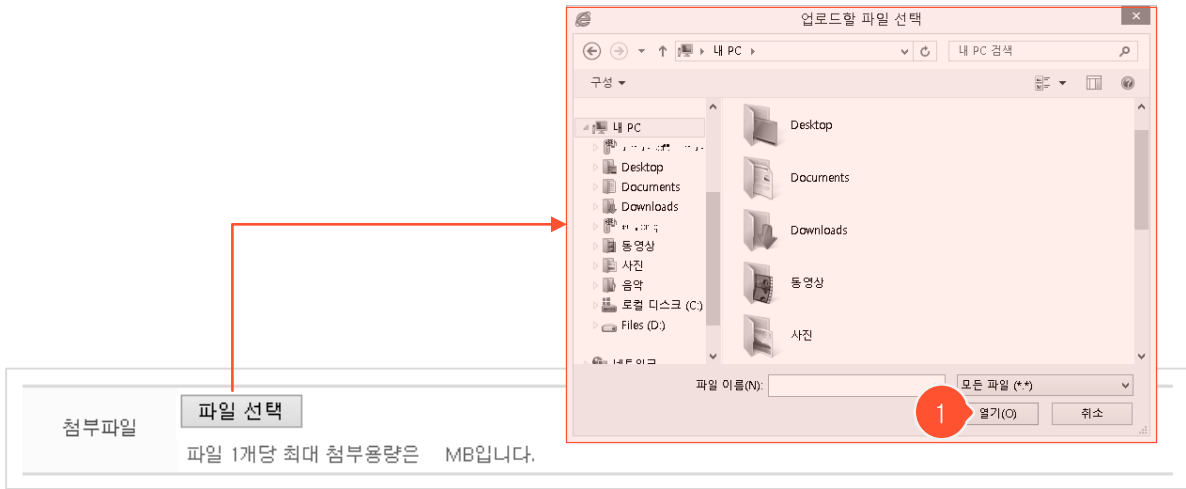 업로드할 파일 선택
내 PC
내 PC 검색
구성
내 PC
Desktop
Documents
Downloads
동영상
사진
음악
로컬 디스크 (C:)
Files (D:)
네트워크
Desktop
Documents
Downloads
동영상
사진
파일 이름(N):
모든 파일 (*.*)
1
열기(O)
취소
첨부파일
파일 선택
파일 1개당 최대 첨부용량은 MB입니다.